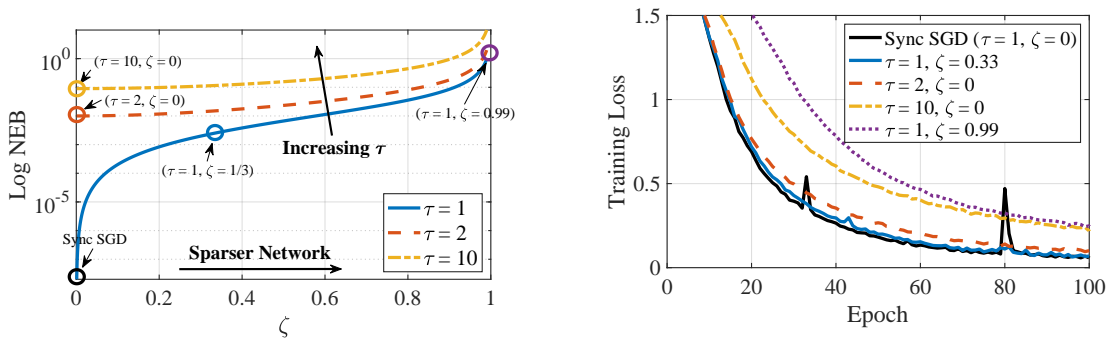 Log NEB
10^0
10^-5
(τ = 10, ζ = 0)
(τ = 2, ζ = 0)
(τ = 1, ζ = 1/3)
(τ = 1, ζ = 0.99)
Increasing τ
Sync SGD
Sparser Network
τ = 1
τ = 2
τ = 10
0 0.2 0.4 0.6 0.8 1
ζ
Training Loss
1.5
1
0.5
0
Sync SGD (τ = 1, ζ = 0)
τ = 1, ζ = 0.33
τ = 2, ζ = 0
τ = 10, ζ = 0
τ = 1, ζ = 0.99
0 20 40 60 80 100
Epoch